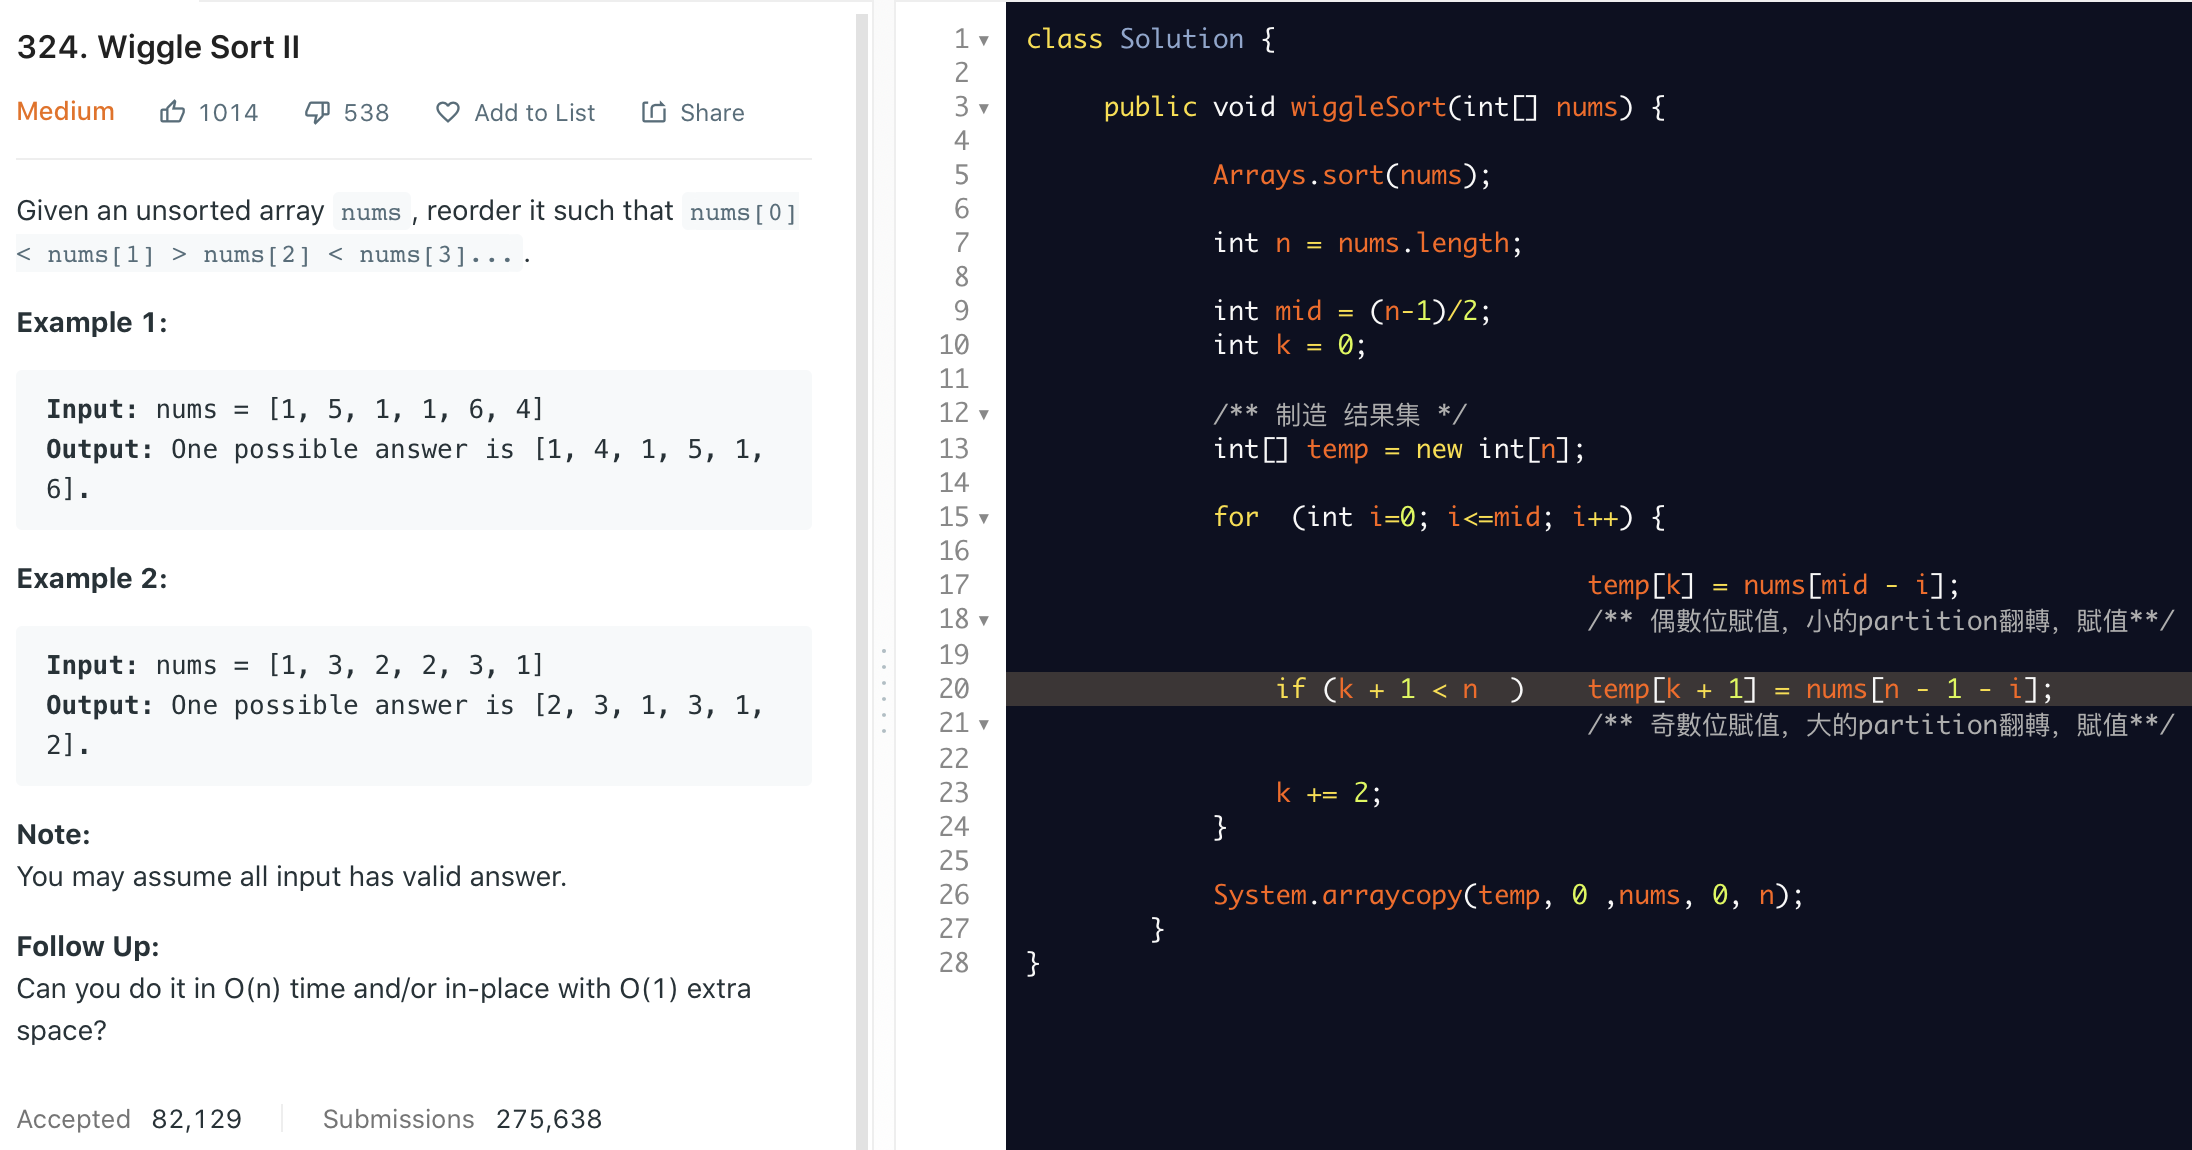 324. Wiggle Sort II
Medium 1014 538 Add to List Share
Given an unsorted array nums , reorder it such that nums[0]
< nums[1] > nums[2] < nums[3]... .
Example 1:
Input: nums = [1, 5, 1, 1, 6, 4]
Output: One possible answer is [1, 4, 1, 5, 1,
6].
Example 2:
Input: nums = [1, 3, 2, 2, 3, 1]
Output: One possible answer is [2, 3, 1, 3, 1,
2].
Note:
You may assume all input has valid answer.
Follow Up:
Can you do it in O(n) time and/or in-place with O(1) extra
space?
Accepted 82,129 Submissions 275,638
1 class Solution {
2
3 public void wiggleSort(int[] nums) {
4
5 Arrays.sort(nums);
6
7 int n = nums.length;
8
9 int mid = (n-1)/2;
10 int k = 0;
11
12 /** 制造 结果集 */
13 int[] temp = new int[n];
14
15 for (int i=0; i<=mid; i++) {
16
17 temp[k] = nums[mid - i];
18 /** 偶數位賦值，小的partition翻轉，賦值**/
19
20 if (k + 1 < n ) temp[k + 1] = nums[n - 1 - i];
21 /** 奇數位賦值，大的partition翻轉，賦值**/
22
23 k += 2;
24 }
25
26 System.arraycopy(temp, 0 ,nums, 0, n);
27 }
28 }